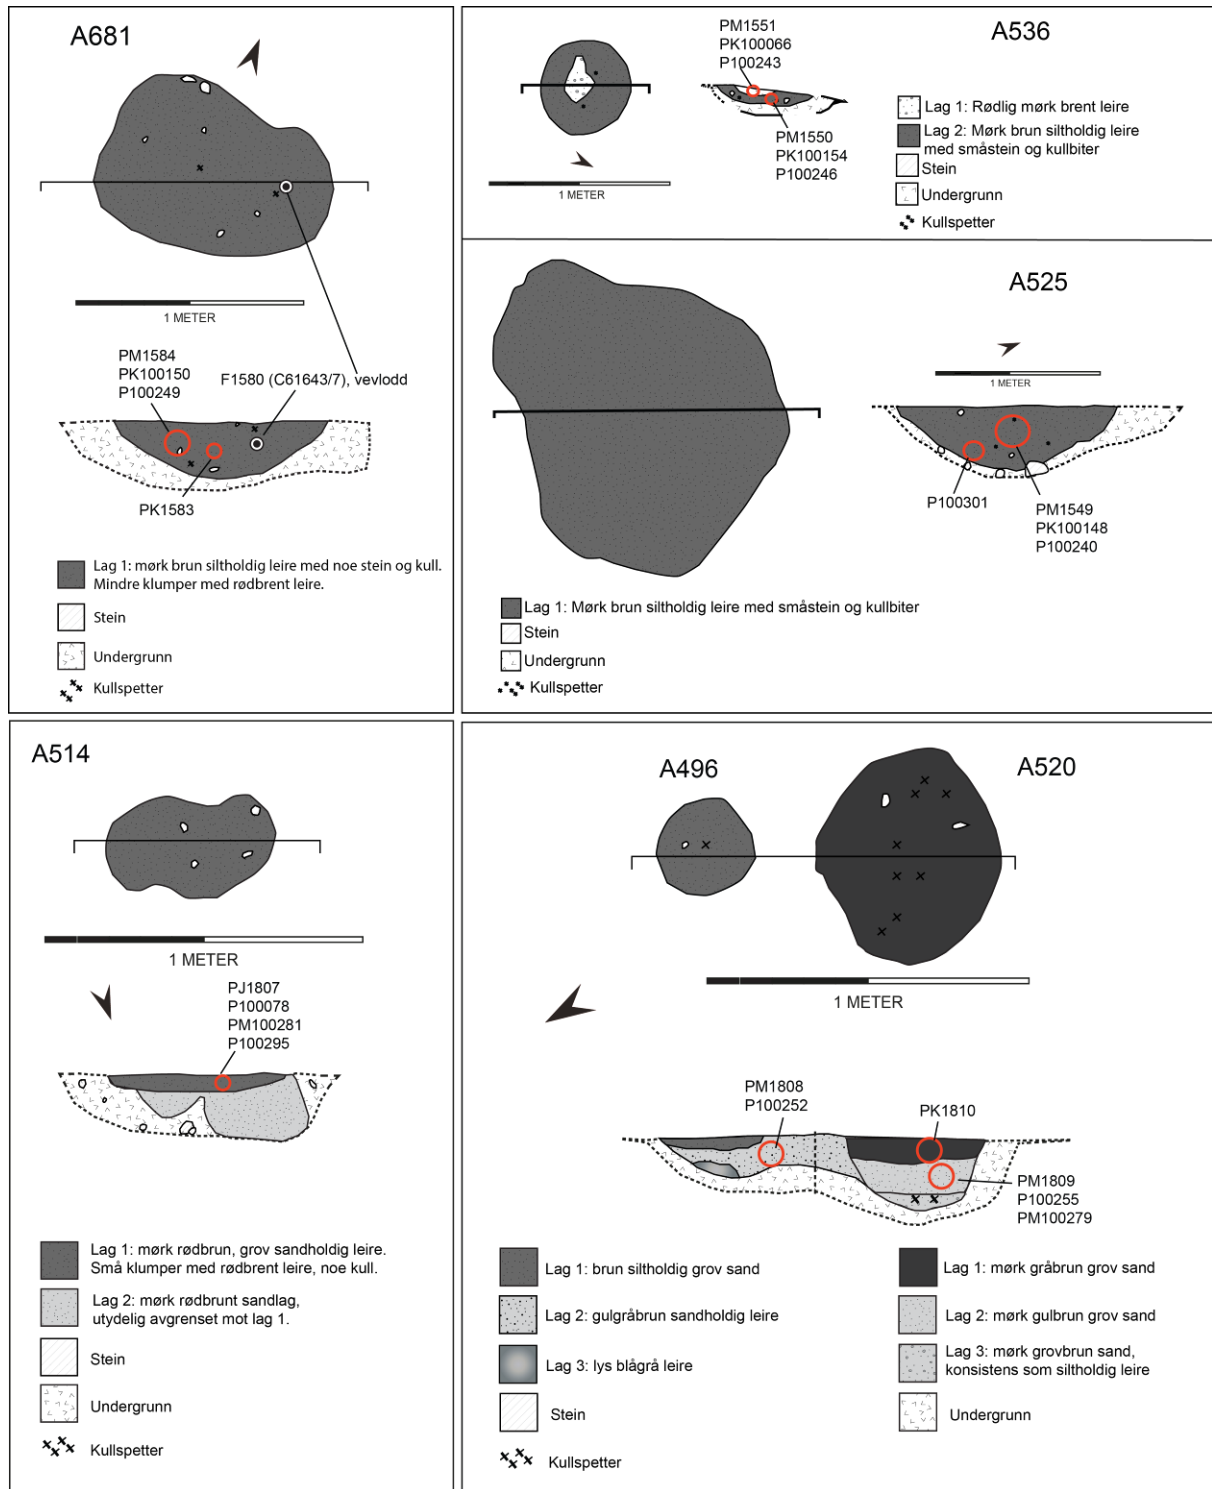 A681
1 METER
PM1584
PK100150
P100249
F1580 (C61643/7), vevlodd
PK1583
Lag 1: mørk brun siltholdig leire med noe stein og kull.
Mindre klumper med rødbrent leire.
Stein
Undergrunn
Kullspetter
PM1551
PK100066
P100243
A536
1 METER
PM1550
PK100154
P100246
Lag 1: Rødlig mørk brent leire
Lag 2: Mørk brun siltholdig leire
med småstein og kullbiter
Stein
Undergrunn
Kullspetter
A525
1 METER
P100301
PM1549
PK100148
P100240
Lag 1: Mørk brun siltholdig leire med småstein og kullbiter
Stein
Undergrunn
Kullspetter
A514
1 METER
PJ1807
P100078
PM100281
P100295
Lag 1: mørk rødbrun, grov sandholdig leire.
Små klumper med rødbrent leire, noe kull.
Lag 2: mørk rødbrunt sandlag,
utydelig avgrenset mot lag 1.
Stein
Undergrunn
Kullspetter
A496
A520
1 METER
PM1808
P100252
PK1810
PM1809
P100255
PM100279
Lag 1: brun siltholdig grov sand
Lag 2: gulgråbrun sandholdig leire
Lag 3: lys blågrå leire
Stein
Kullspetter
Lag 1: mørk gråbrun grov sand
Lag 2: mørk gulbrun grov sand
Lag 3: mørk grovbrun sand,
konsistens som siltholdig leire
Undergrunn